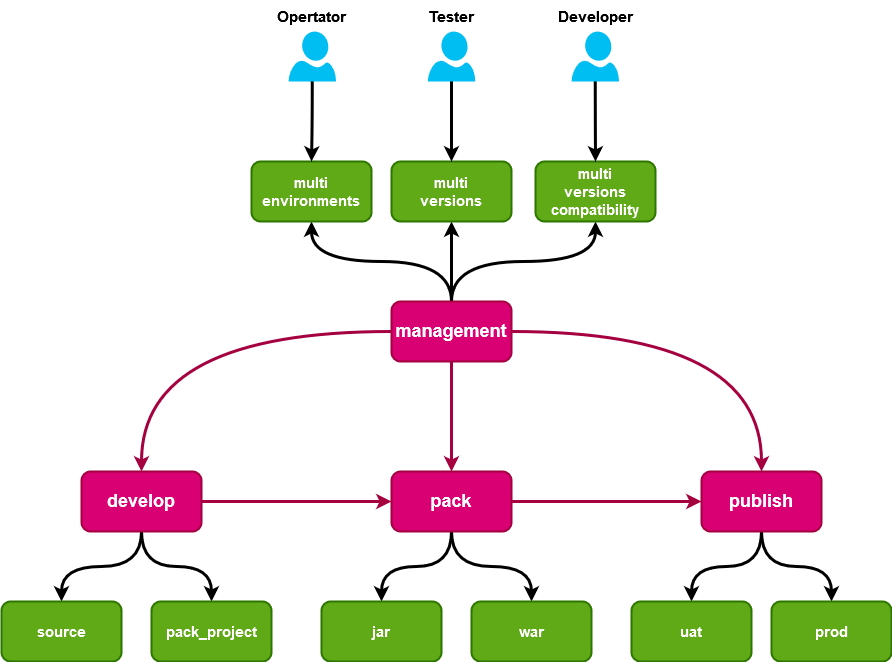 Opertator
Tester
Developer
multi
environments
multi
versions
multi
versions
compatibility
management
develop
pack
publish
source
pack_project
jar
war
uat
prod